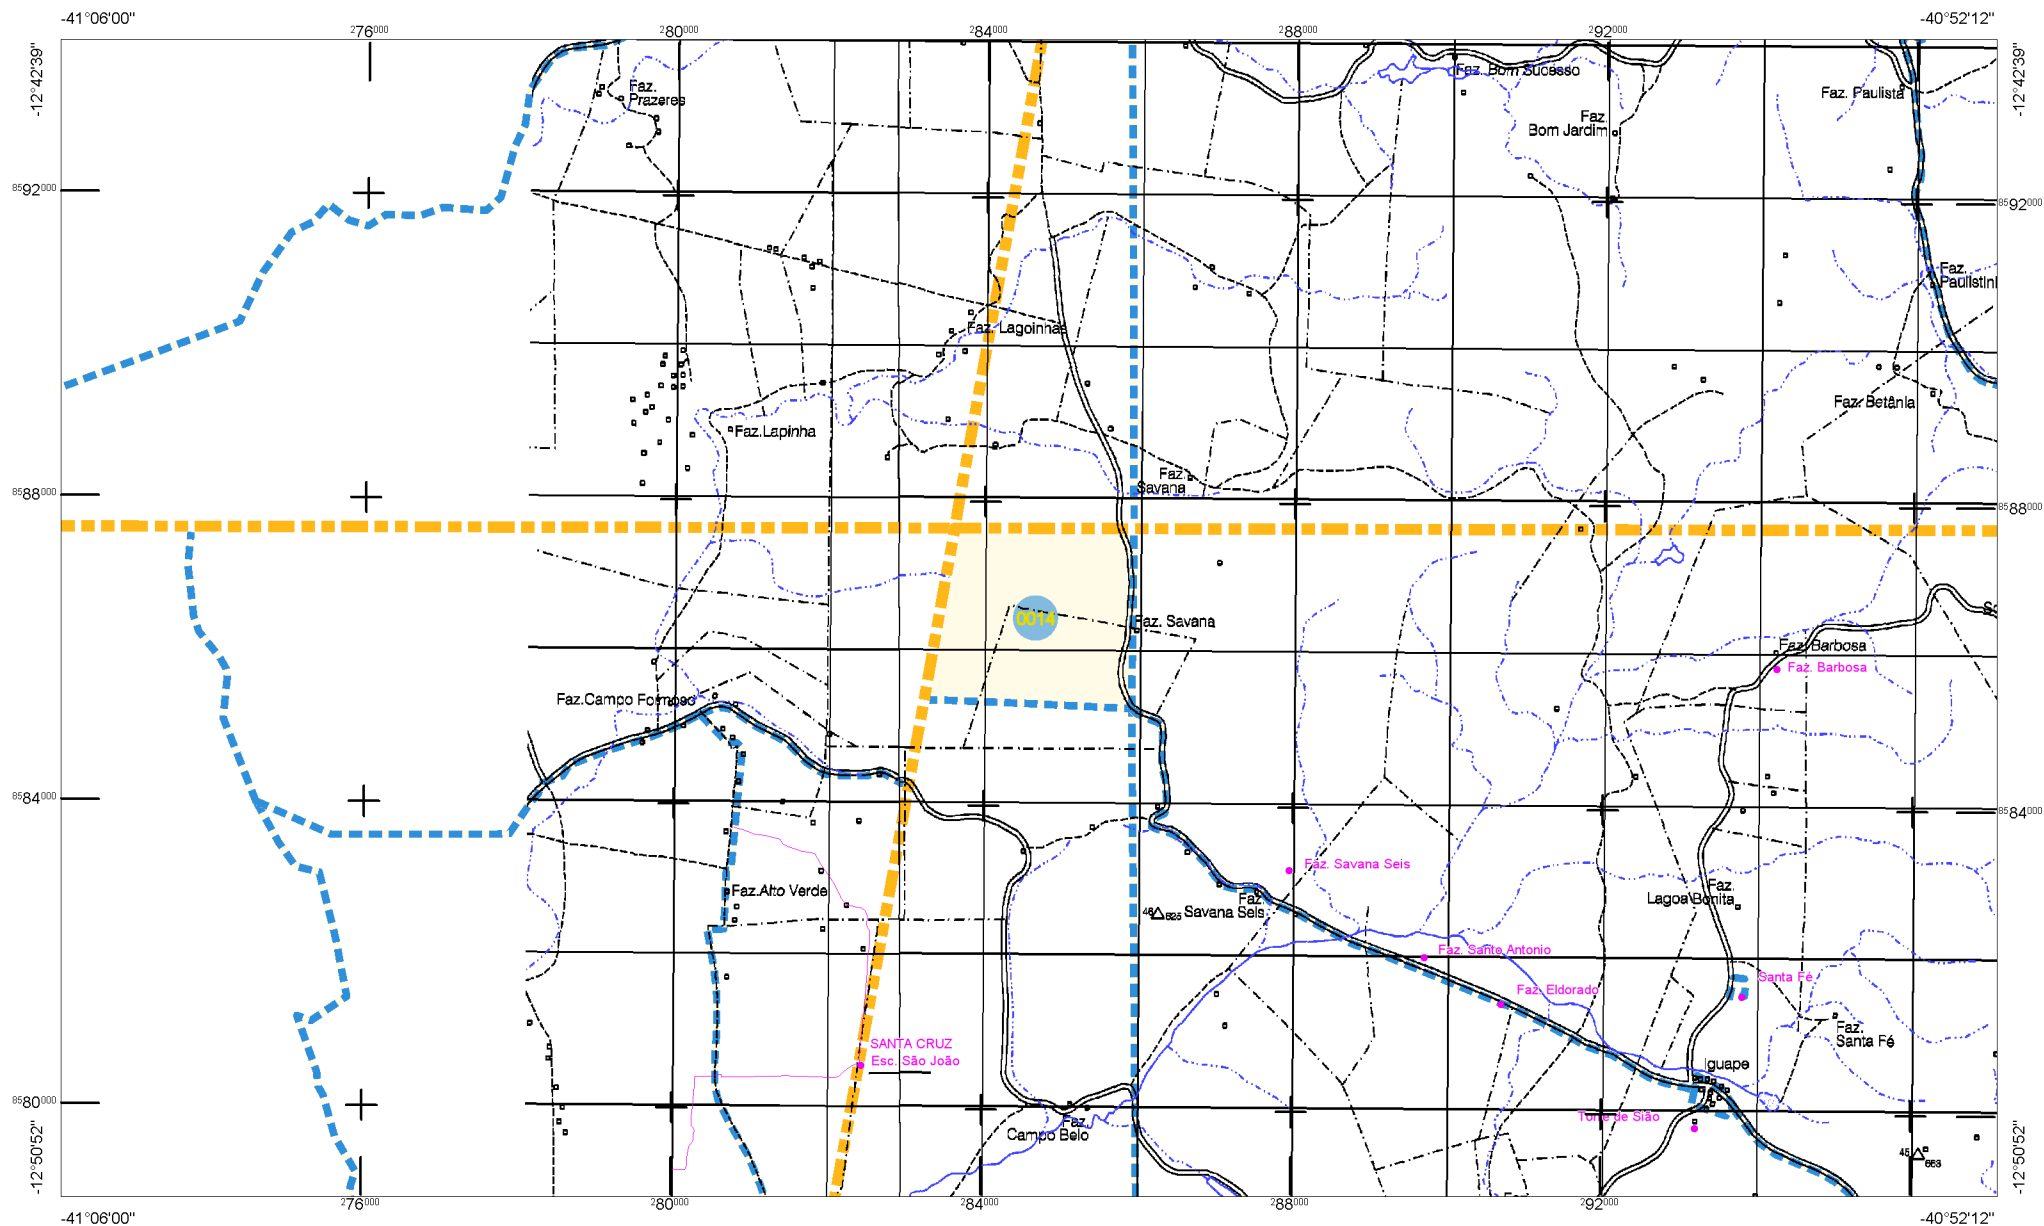 -41°06'00"
-40°52'12"
276000
280000
284000
288000
292000
-12°42'39"
-12°42'39"
Faz.
Prazeres
Faz. Bom Sucesso
Faz. Paulista
Faz.
Bom Jardim
8592000
8592000
Faz.
Faz. Lagoinhas
Faz.Lapinha
Faz. Betânia
Faz.
Savana
8588000
8588000
0014
Faz. Savana
Faz. Barbosa
Faz. Barbosa
Faz.Campo Formoso
8584000
8584000
Faz. Savana Seis
Faz.Alto Verde
Faz.
Savana Seis
46
825
Faz.
Lagoa Bonita
Faz. Santo Antonio
Santa Fé
Faz. Eldorado
Faz.
Santa Fé
SANTA CRUZ
Esc. São João
Iguape
8580000
8580000
Torre de Sião
Faz.
Campo Belo
45
663
-12°50'52"
-12°50'52"
276000
280000
284000
288000
292000
-41°06'00"
-40°52'12"